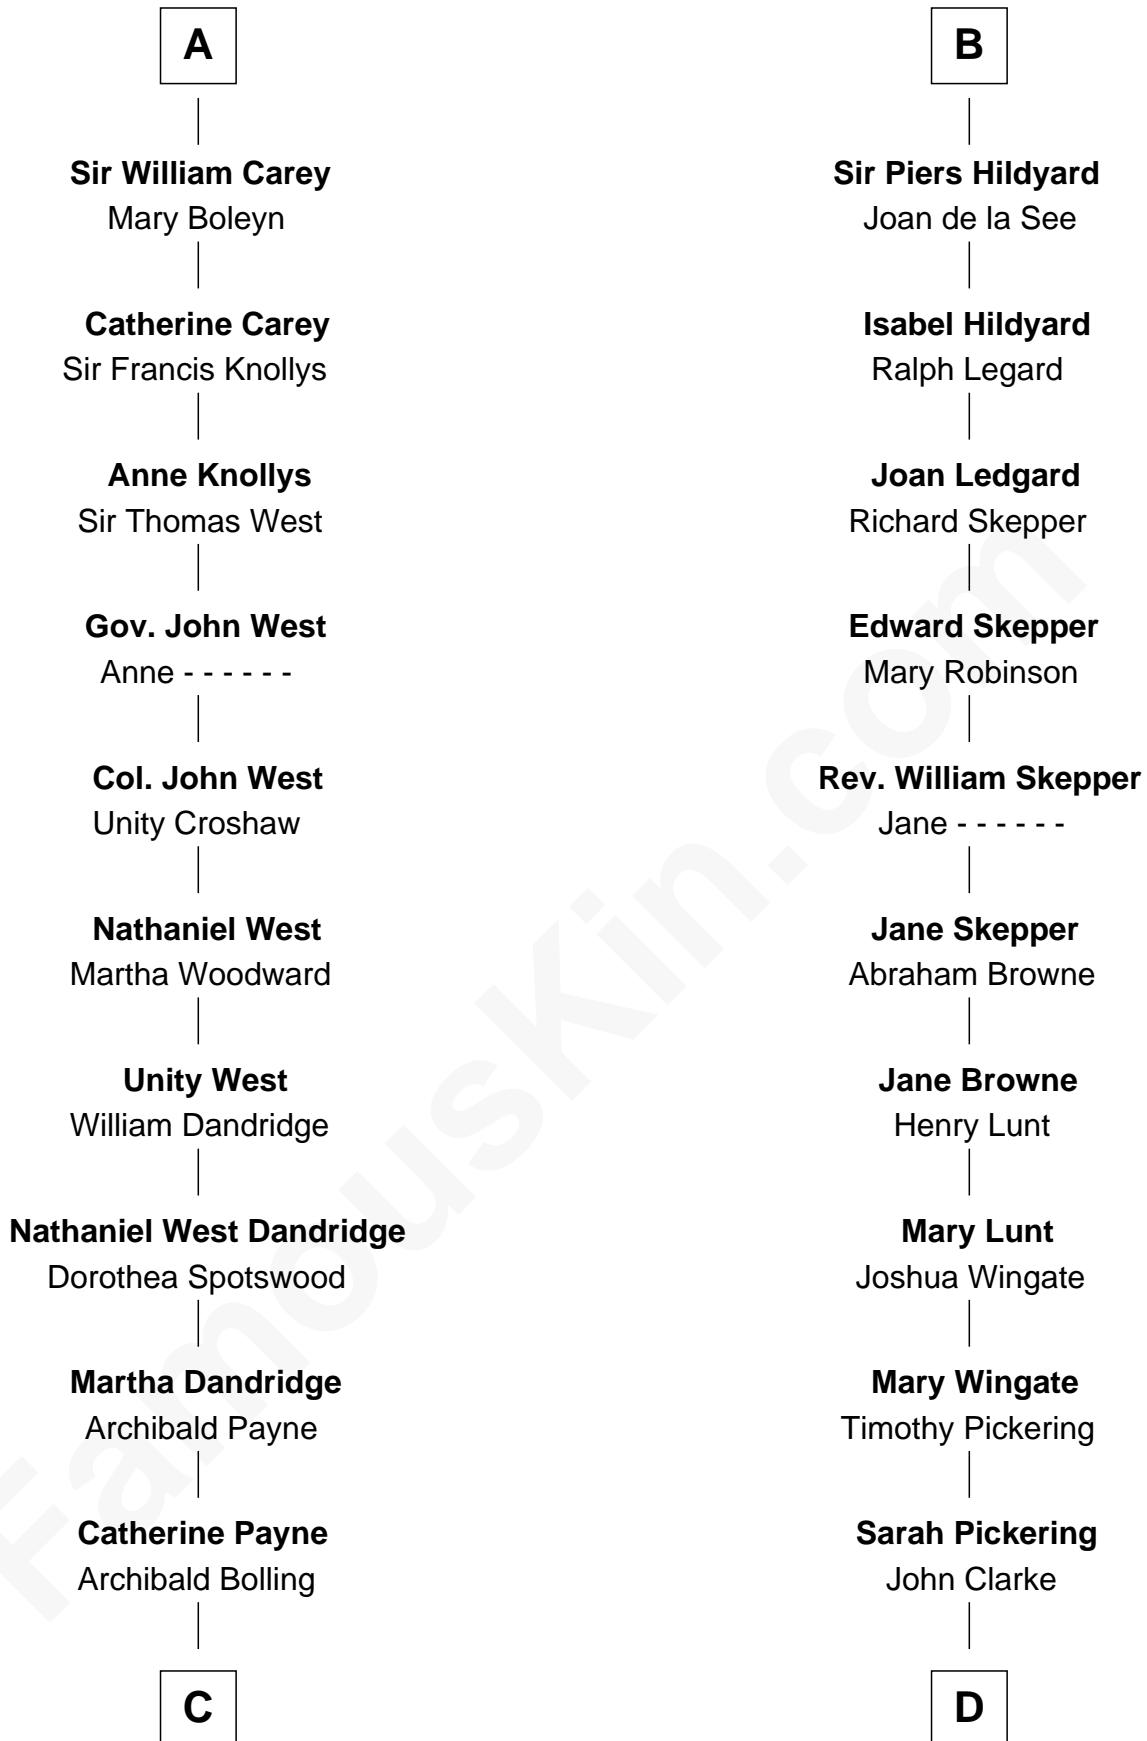 A
Sir William Carey
Mary Boleyn
Catherine Carey
Sir Francis Knollys
Anne Knollys
Sir Thomas West
Gov. John West
Anne - - - - - -
Col. John West
Unity Croshaw
Nathaniel West
Martha Woodward
Unity West
William Dandridge
Nathaniel West Dandridge
Dorothea Spotswood
Martha Dandridge
Archibald Payne
Catherine Payne
Archibald Bolling
C
B
Sir Piers Hildyard
Joan de la See
Isabel Hildyard
Ralph Legard
Joan Ledgard
Richard Skepper
Edward Skepper
Mary Robinson
Rev. William Skepper
Jane - - - - - -
Jane Skepper
Abraham Browne
Jane Browne
Henry Lunt
Mary Lunt
Joshua Wingate
Mary Wingate
Timothy Pickering
Sarah Pickering
John Clarke
D
FamousKin.com